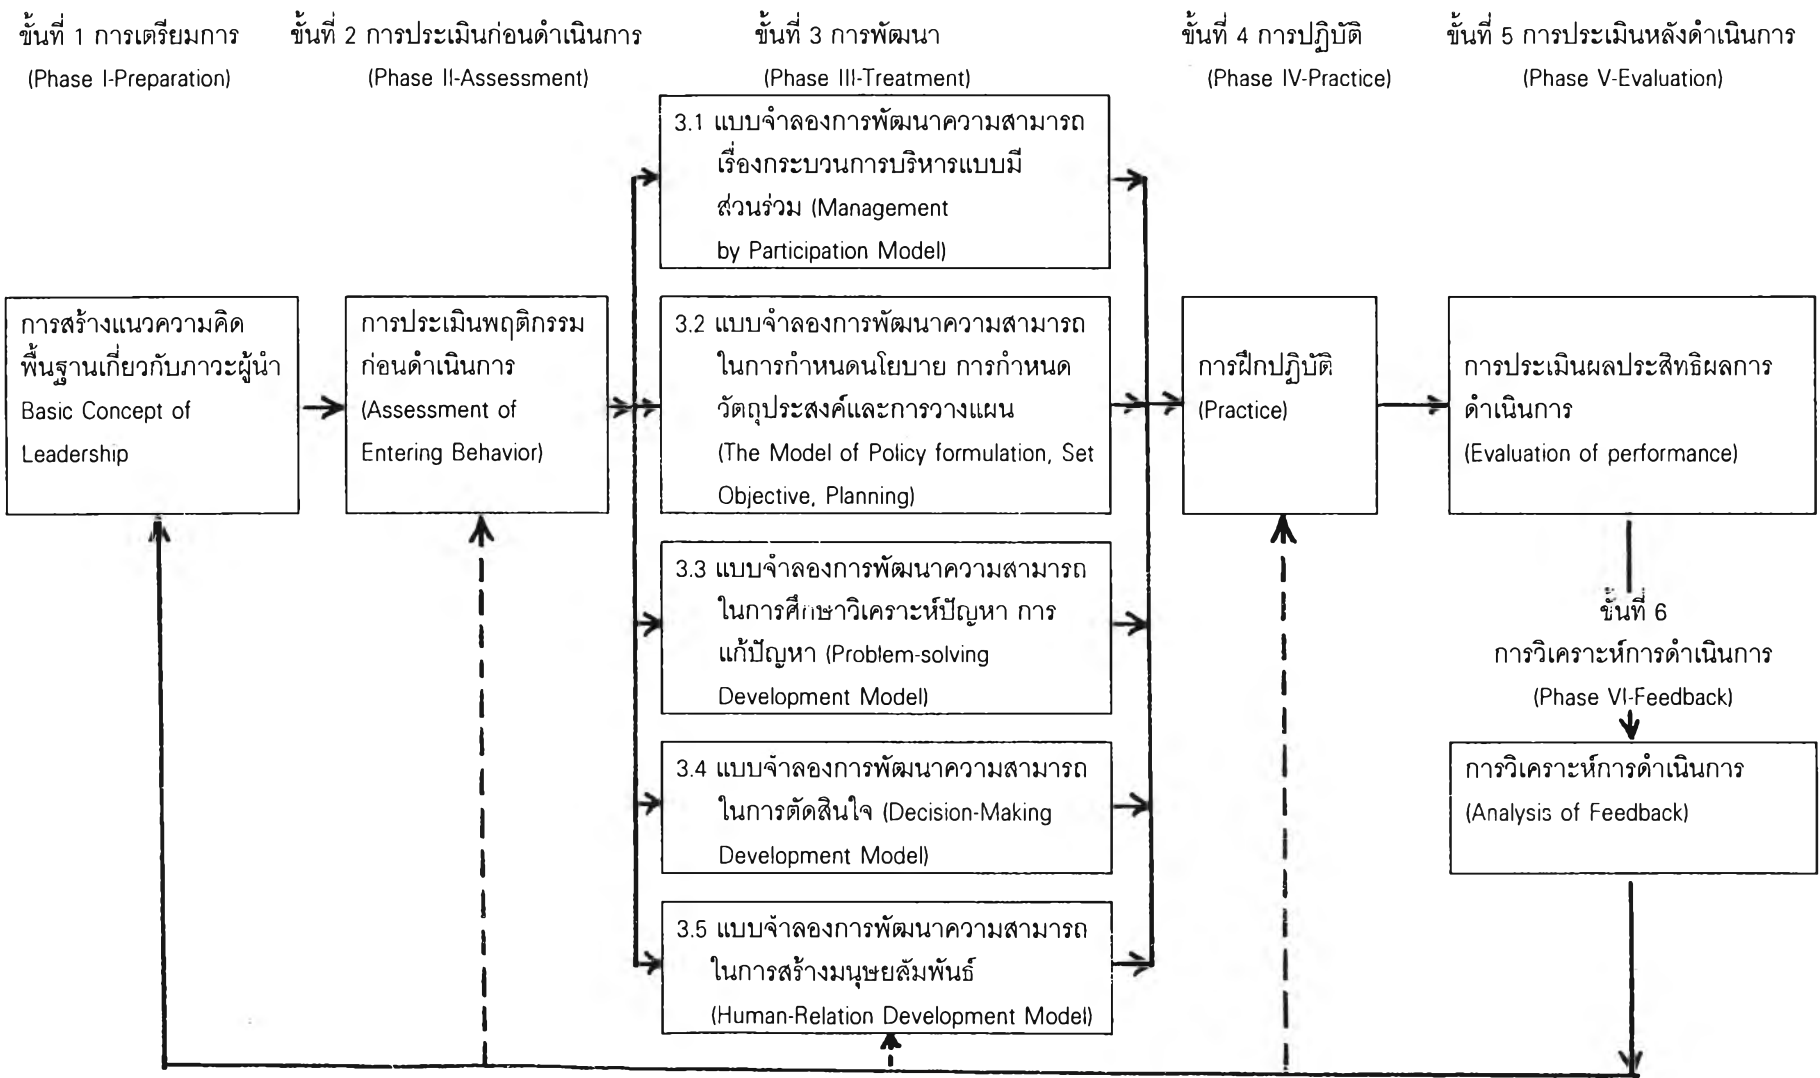 ขั้นที่ 1 การเตรียมการ
(Phase I-Preparation)
ขั้นที่ 2 การประเมินก่อนดำเนินการ
(Phase II-Assessment)
ขั้นที่ 3 การพัฒนา
(Phase III-Treatment)
ขั้นที่ 4 การปฏิบัติ
(Phase IV-Practice)
ขั้นที่ 5 การประเมินหลังดำเนินการ
(Phase V-Evaluation)
การสร้างแนวความคิด
พื้นฐานเกี่ยวกับภาวะผู้นำ
Basic Concept of
Leadership
การประเมินพฤติกรรม
ก่อนดำเนินการ
(Assessment of
Entering Behavior)
3.1 แบบจำลองการพัฒนาความสามารถ
เรื่องกระบวนการบริหารแบบมี
ส่วนร่วม (Management
by Participation Model)
3.2 แบบจำลองการพัฒนาความสามารถ
ในการกำหนดนโยบาย การกำหนด
วัตถุประสงค์และการวางแผน
(The Model of Policy formulation, Set
Objective, Planning)
3.3 แบบจำลองการพัฒนาความสามารถ
ในการศึกษาวิเคราะห์ปัญหา การ
แก้ปัญหา (Problem-solving
Development Model)
3.4 แบบจำลองการพัฒนาความสามารถ
ในการตัดสินใจ (Decision-Making
Development Model)
3.5 แบบจำลองการพัฒนาความสามารถ
ในการสร้างมนุษยสัมพันธ์
(Human-Relation Development Model)
การฝึกปฏิบัติ
(Practice)
การประเมินผลประสิทธิผลการ
ดำเนินการ
(Evaluation of performance)
ขั้นที่ 6
การวิเคราะห์การดำเนินการ
(Phase VI-Feedback)
การวิเคราะห์การดำเนินการ
(Analysis of Feedback)